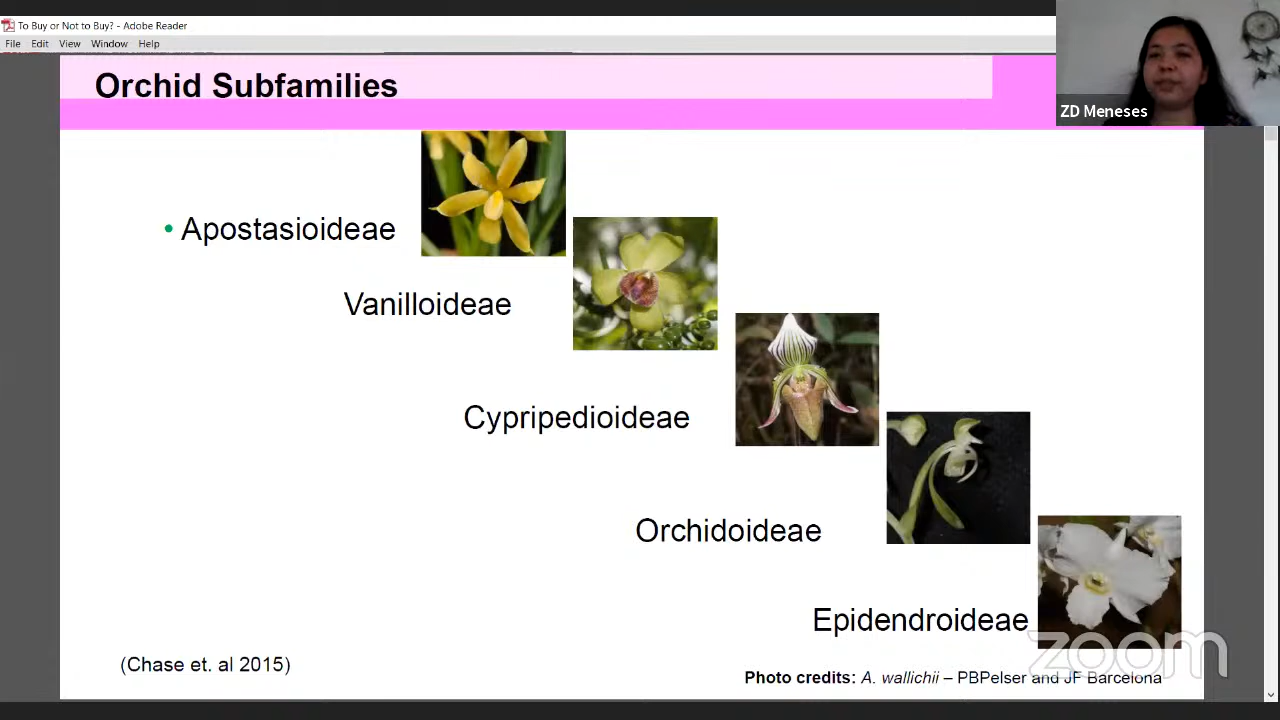 To Buy or Not to Buy? - Adobe Reader
File Edit View Window Help
Orchid Subfamilies
ZD Meneses
• Apostasioideae
Vanilloideae
Cypripedioideae
Orchidoideae
Epidendroideae
zoom
(Chase et. al 2015)
Photo credits: A. wallichii – PBPelser and JF Barcelona